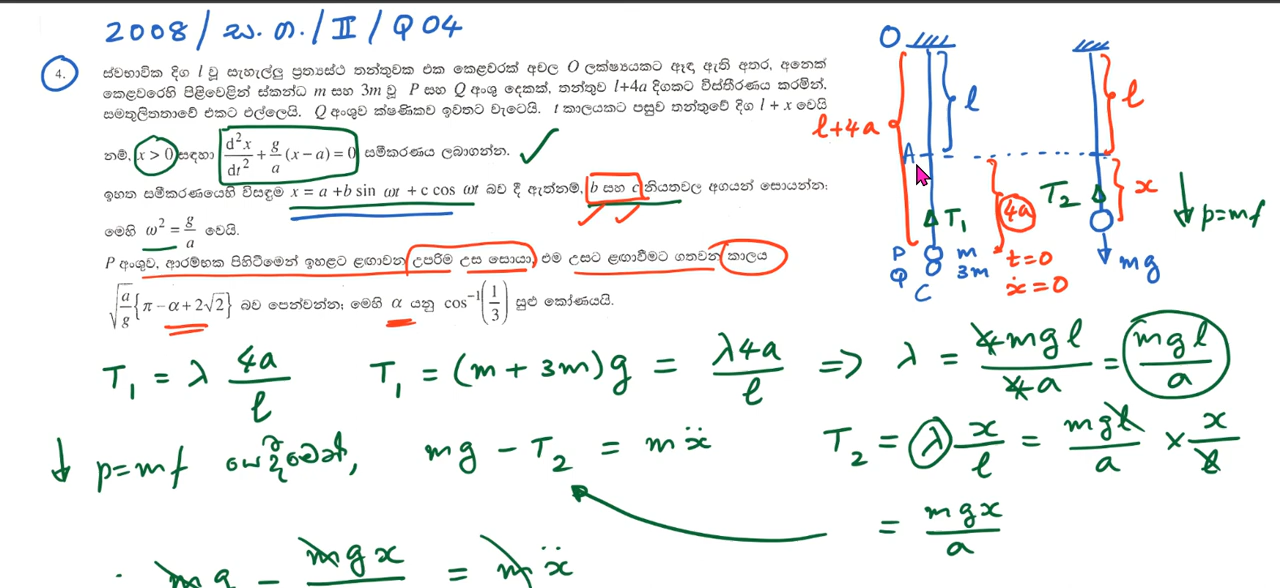 2008 / ස.ග. / II / Q 04
4. ස්වභාවික දිග l වූ සැහැල්ලු ප්‍රත්‍යස්ථ තන්තුවක එක කෙළවරක් අචල O ලක්ෂ්‍යයකට ඈඳා ඇති අතර, අනෙක්
කෙළවරෙහි පිළිවෙළින් ස්කන්ධ m සහ 3m වූ P සහ Q අංශු දෙකක්, තන්තුව l+4a දිගකට විස්තීරණය කරමින්,
සමතුලිතතාවේ එකට එල්ලෙයි. Q අංශුව ක්ෂණිකව ඉවතට වැටෙයි. t කාලයකට පසුව තන්තුවේ දිග l + x වෙයි
නම්, x > 0 සඳහා d²x/dt² + g/a (x − a) = 0 සමීකරණය ලබාගන්න.
ඉහත සමීකරණයෙහි විසඳුම x = a + b sin ωt + c cos ωt බව දී ඇත්නම්, b සහ c නියතවල අගයන් සොයන්න;
මෙහි ω² = g/a වෙයි.
P අංශුව, ආරම්භක පිහිටීමෙන් ඉහළට ළඟාවන උපරිම උස සොයා, එම උසට ළඟාවීමට ගතවන කාලය
√(a/g) {π − α + 2√2} බව පෙන්වන්න; මෙහි α යනු cos⁻¹(1/3) සුළු කෝණයයි.
O
l
l
l+4a
A
x
T₁
4a
T₂
p=mf
P
m
t=0
Q
3m
mg
ẋ=0
C
T₁ = λ 4a/l
T₁ = (m + 3m)g = λ4a/l ⇒ λ = 4mgl/4a = mgl/a
↓ p=mf යෙදීමෙන්, mg − T₂ = mẍ
T₂ = λ x/l = mgl/a × x/l
= mgx/a
∴ mg − mgx = mẍ